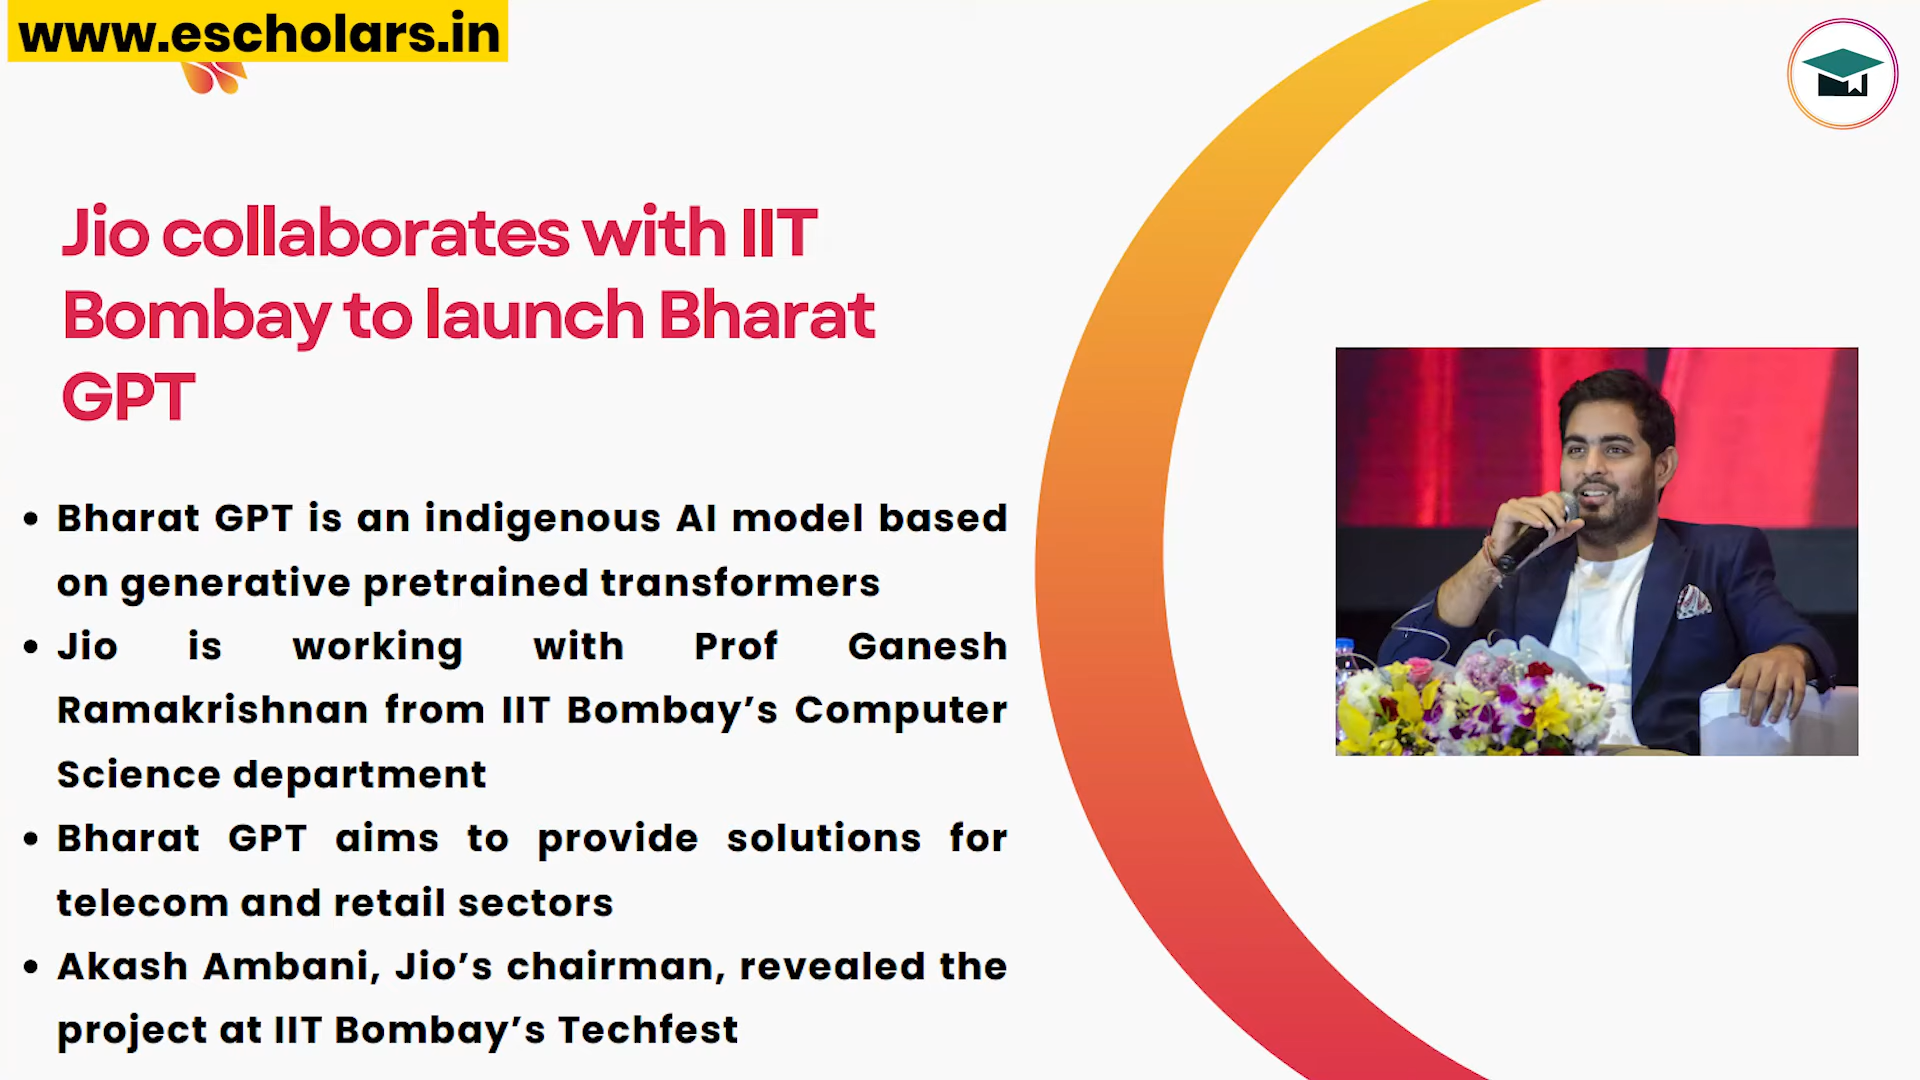 www.escholars.in
Jio collaborates with IIT
Bombay to launch Bharat
GPT
• Bharat GPT is an indigenous AI model based
on generative pretrained transformers
• Jio is working with Prof Ganesh
Ramakrishnan from IIT Bombay’s Computer
Science department
• Bharat GPT aims to provide solutions for
telecom and retail sectors
• Akash Ambani, Jio’s chairman, revealed the
project at IIT Bombay’s Techfest